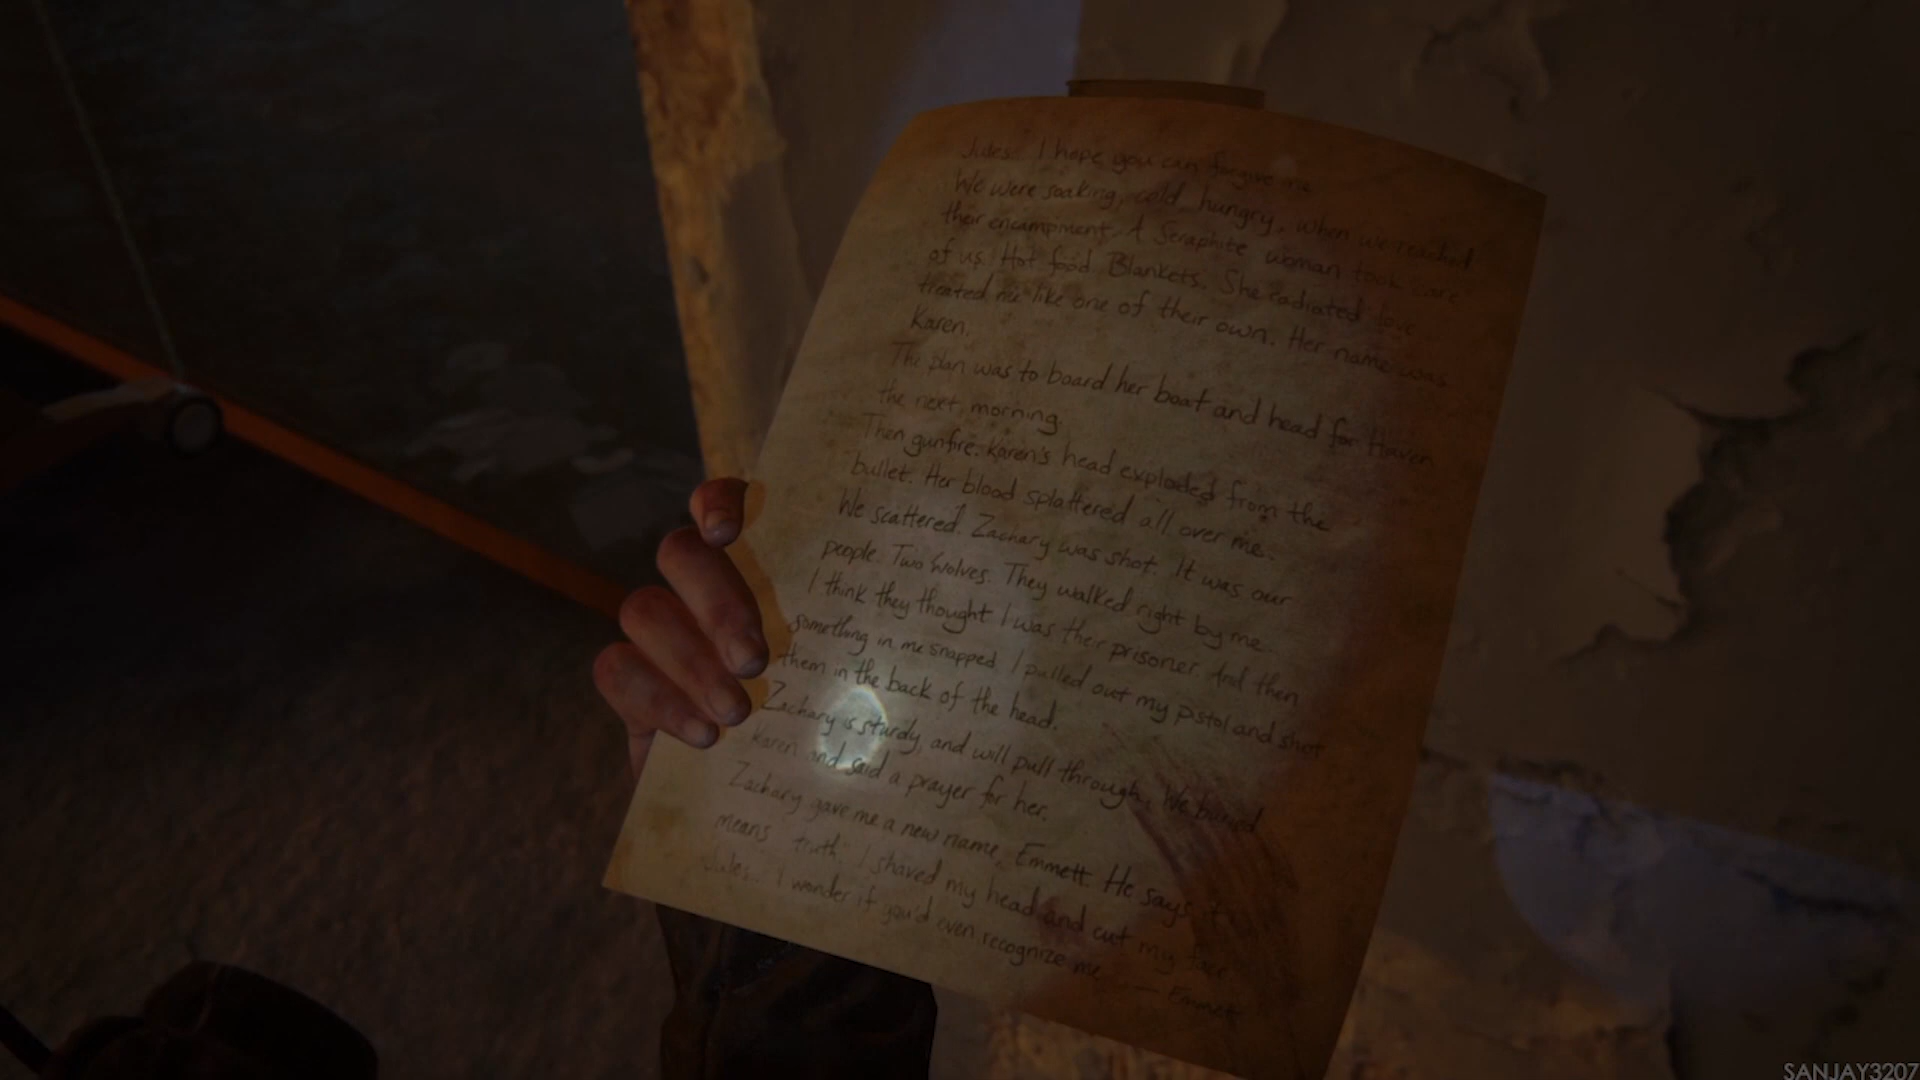 Jules. I hope you can forgive me.
We were soaking, cold, hungry, when we reached
their encampment. A Seraphite woman took care
of us. Hot food. Blankets. She radiated love
treated me like one of their own. Her name was
Karen.
The plan was to board her boat and head for Haven
the next morning.
Then gunfire. Karen's head exploded from the
bullet. Her blood splattered all over me.
We scattered. Zachary was shot. It was our
people. Two Wolves. They walked right by me.
I think they thought I was their prisoner. And then
something in me snapped. I pulled out my pistol and shot
them in the back of the head.
Zachary is sturdy, and will pull through. We buried
Karen and said a prayer for her.
Zachary gave me a new name, Emmett. He says it
means truth. I shaved my head and cut my face
Jules... I wonder if you'd even recognize me. — Emmett
SANJAY3207